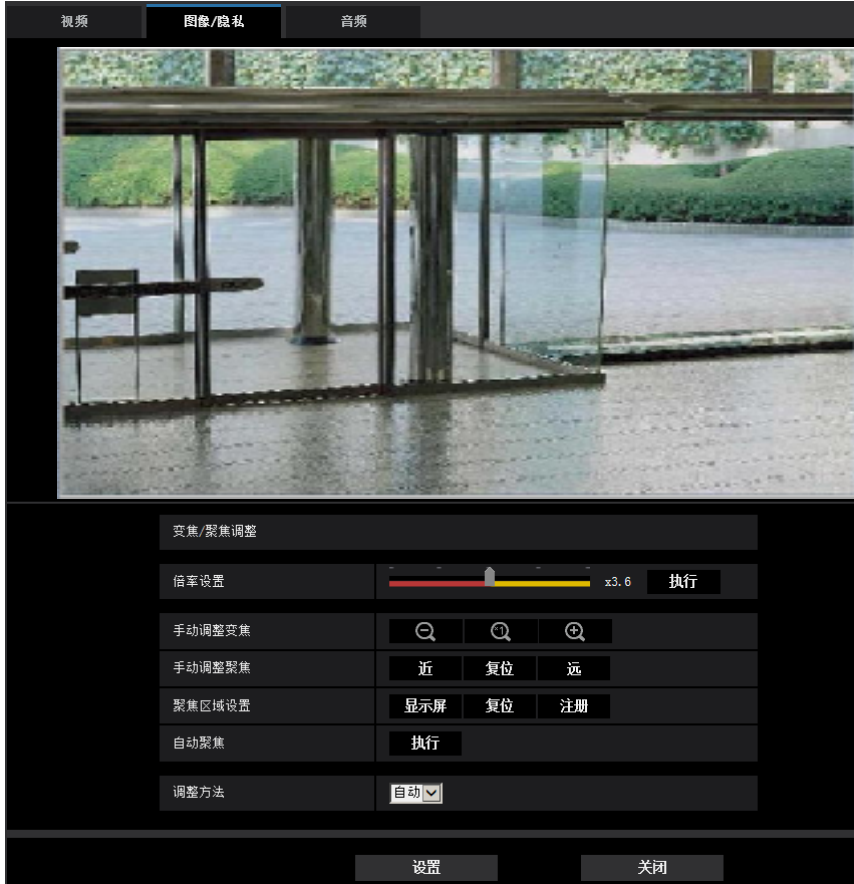 视频 图像/隐私 音频
变焦/聚焦调整
倍率设置 x3.6 执行
手动调整变焦 ×1
手动调整聚焦 近 复位 远
聚焦区域设置 显示屏 复位 注册
自动聚焦 执行
调整方法 自动
设置 关闭